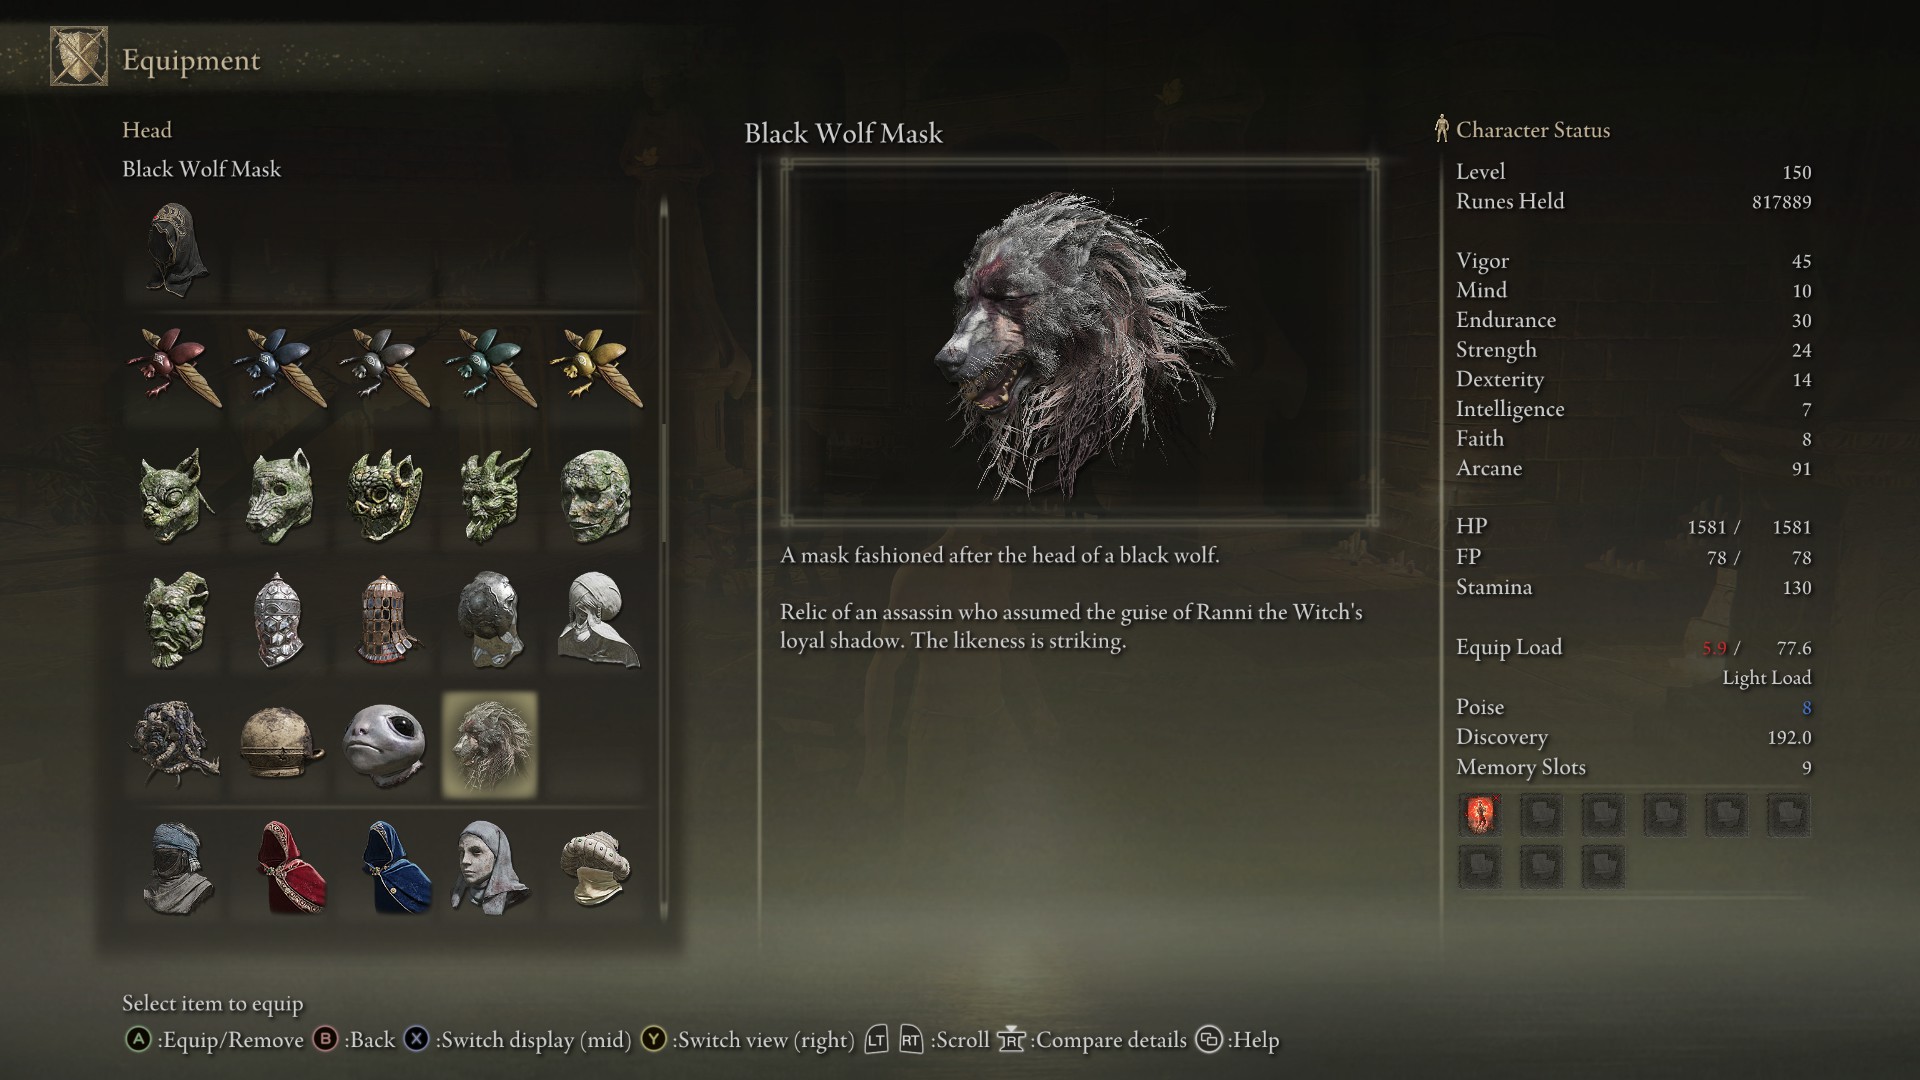 Equipment
Head
Black Wolf Mask
Black Wolf Mask
A mask fashioned after the head of a black wolf.
Relic of an assassin who assumed the guise of Ranni the Witch's
loyal shadow. The likeness is striking.
Character Status
Level 150
Runes Held 817889
Vigor 45
Mind 10
Endurance 30
Strength 24
Dexterity 14
Intelligence 7
Faith 8
Arcane 91
HP 1581 / 1581
FP 78 / 78
Stamina 130
Equip Load 5.9 / 77.6
Light Load
Poise 8
Discovery 192.0
Memory Slots 9
Select item to equip
A :Equip/Remove B :Back X :Switch display (mid) Y :Switch view (right) LT RT :Scroll R :Compare details :Help